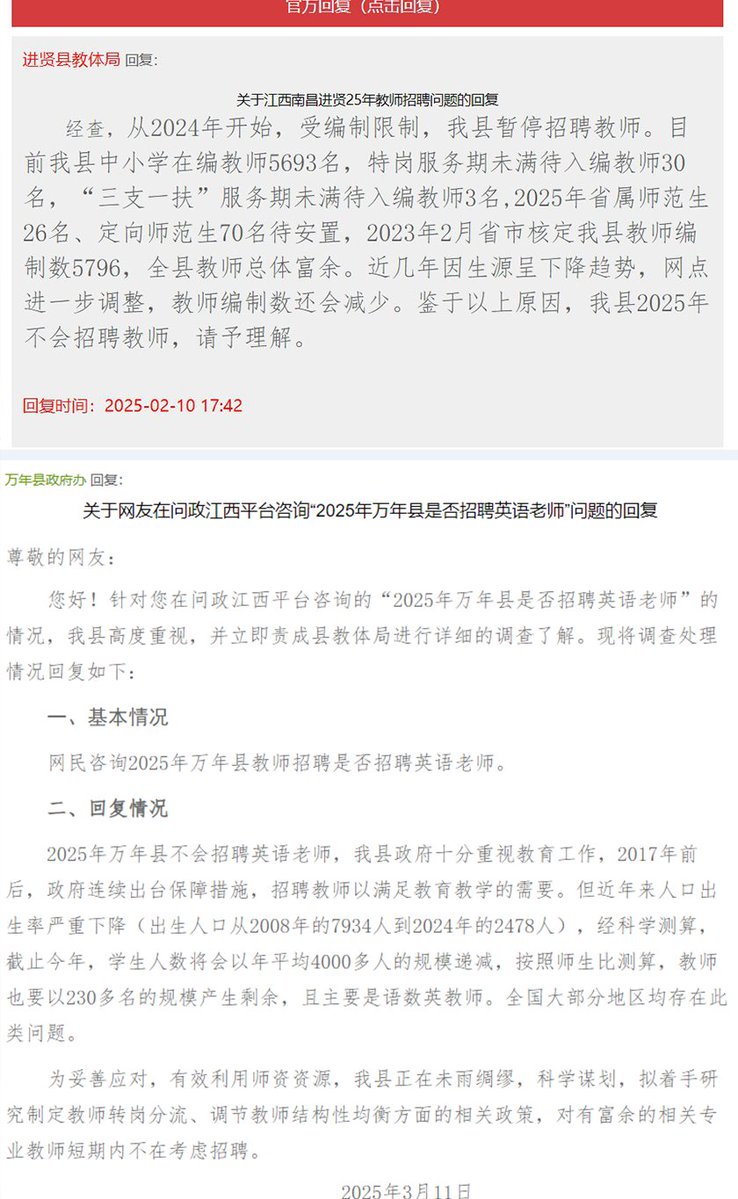 官方回复（点击回复）
进贤县教体局 回复：
关于江西南昌进贤25年教师招聘问题的回复
经查，从2024年开始，受编制限制，我县暂停招聘教师。目
前我县中小学在编教师5693名，特岗服务期未满待入编教师30
名，“三支一扶”服务期未满待入编教师3名,2025年省属师范生
26名、定向师范生70名待安置，2023年2月省市核定我县教师编
制数5796，全县教师总体富余。近几年因生源呈下降趋势，网点
进一步调整，教师编制数还会减少。鉴于以上原因，我县2025年
不会招聘教师，请予理解。
回复时间：2025-02-10 17:42
万年县政府办 回复：
关于网友在问政江西平台咨询“2025年万年县是否招聘英语老师”问题的回复
尊敬的网友：
您好！针对您在问政江西平台咨询的“2025年万年县是否招聘英语老师”的
情况，我县高度重视，并立即责成县教体局进行详细的调查了解。现将调查处理
情况回复如下：
一、基本情况
网民咨询2025年万年县教师招聘是否招聘英语老师。
二、回复情况
2025年万年县不会招聘英语老师，我县政府十分重视教育工作，2017年前
后，政府连续出台保障措施，招聘教师以满足教育教学的需要。但近年来人口出
生率严重下降（出生人口从2008年的7934人到2024年的2478人），经科学测算，
截止今年，学生人数将会以年平均4000多人的规模递减，按照师生比测算，教师
也要以230多名的规模产生剩余，且主要是语数英教师。全国大部分地区均存在此
类问题。
为妥善应对，有效利用师资资源，我县正在未雨绸缪，科学谋划，拟着手研
究制定教师转岗分流、调节教师结构性均衡方面的相关政策，对有富余的相关专
业教师短期内不在考虑招聘。
2025年3月11日